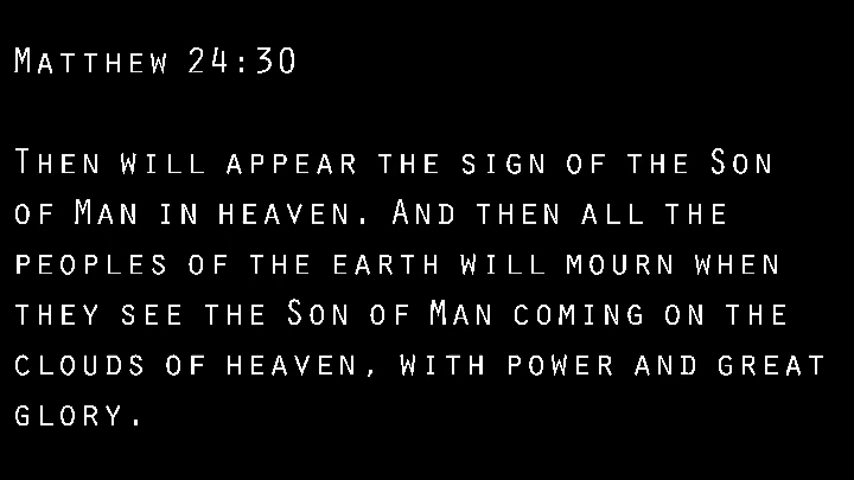 Matthew 24:30
Then will appear the sign of the Son
of Man in heaven. And then all the
peoples of the earth will mourn when
they see the Son of Man coming on the
clouds of heaven, with power and great
glory.